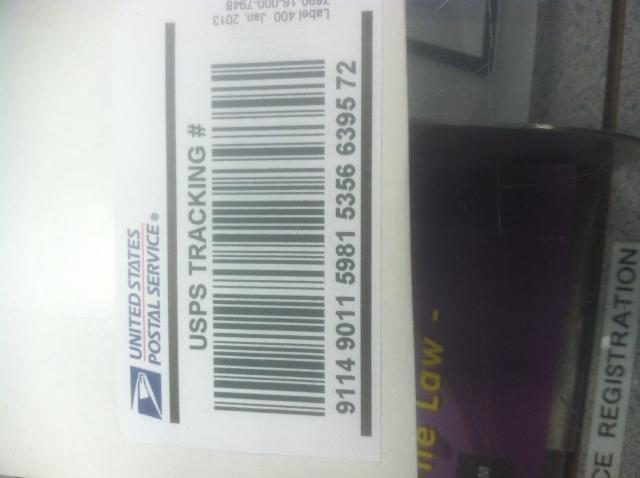 UNITED STATES
POSTAL SERVICE®
USPS TRACKING #
9114 9011 5981 5356 6395 72
Label 400 Jan. 2013
7690-16-000-7948
Law -
REGISTRATION